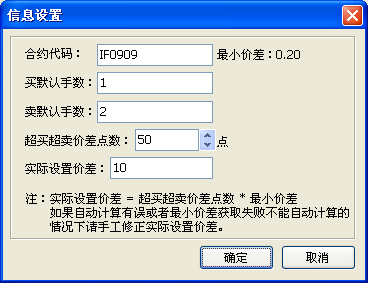 信息设置
合约代码： IF0909 最小价差：0.20
买默认手数： 1
卖默认手数： 2
超买超卖价差点数： 50 点
实际设置价差： 10
注：实际设置价差 = 超买超卖价差点数 * 最小价差
如果自动计算有误或者最小价差获取失败不能自动计算的
情况下请手工修正实际设置价差。
确定 取消